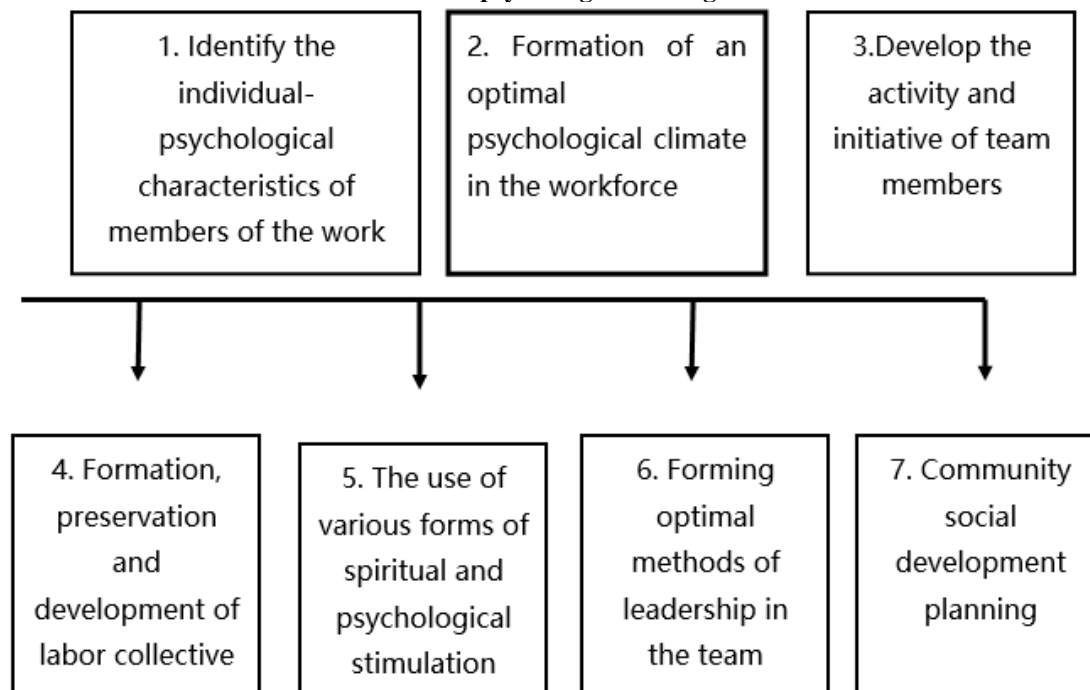 1. Identify the
individual-
psychological
characteristics of
members of the work
2. Formation of an
optimal
psychological climate
in the workforce
3.Develop the
activity and
initiative of team
members
4. Formation,
preservation
and
development of
labor collective
5. The use of
various forms of
spiritual and
psychological
stimulation
6. Forming
optimal
methods of
leadership in
the team
7. Community
social
development
planning